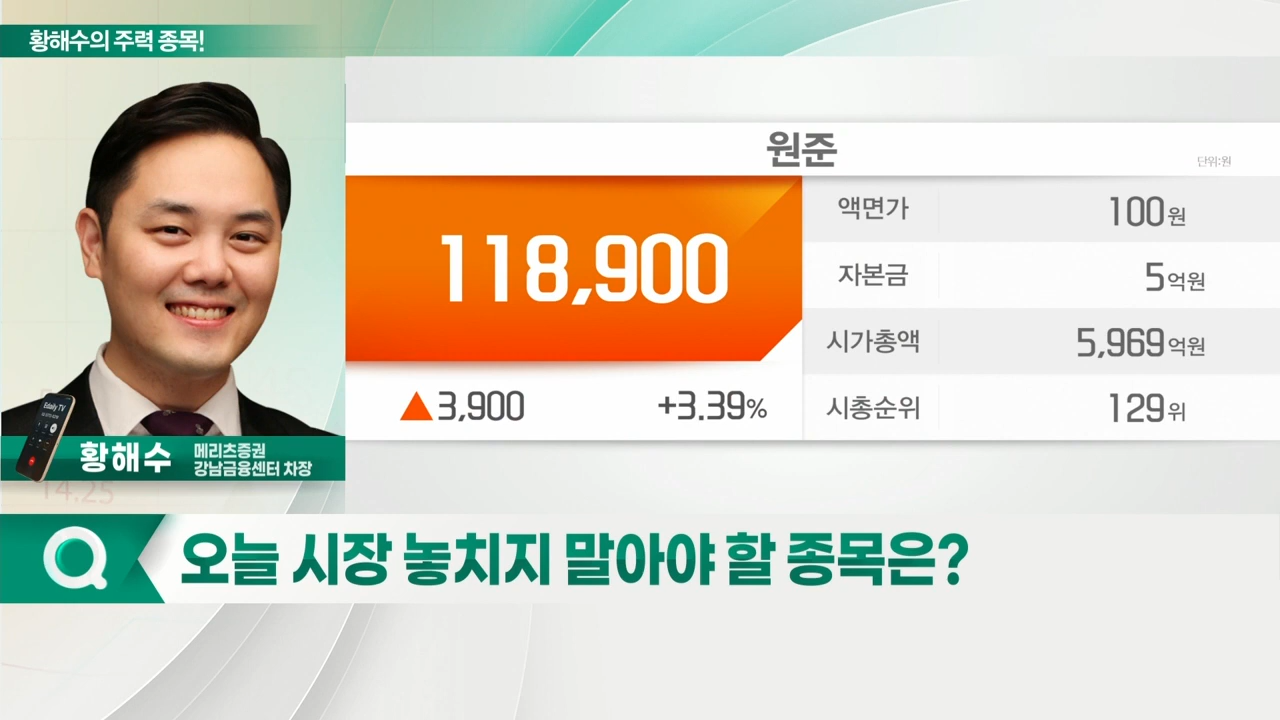 황해수의 주력 종목!
원준
단위:원
118,900
▲3,900 +3.39%
액면가 100원
자본금 5억원
시가총액 5,969억원
시총순위 129위
Edaily TV
황해수 메리츠증권
강남금융센터 차장
14.25
Q 오늘 시장 놓치지 말아야 할 종목은?